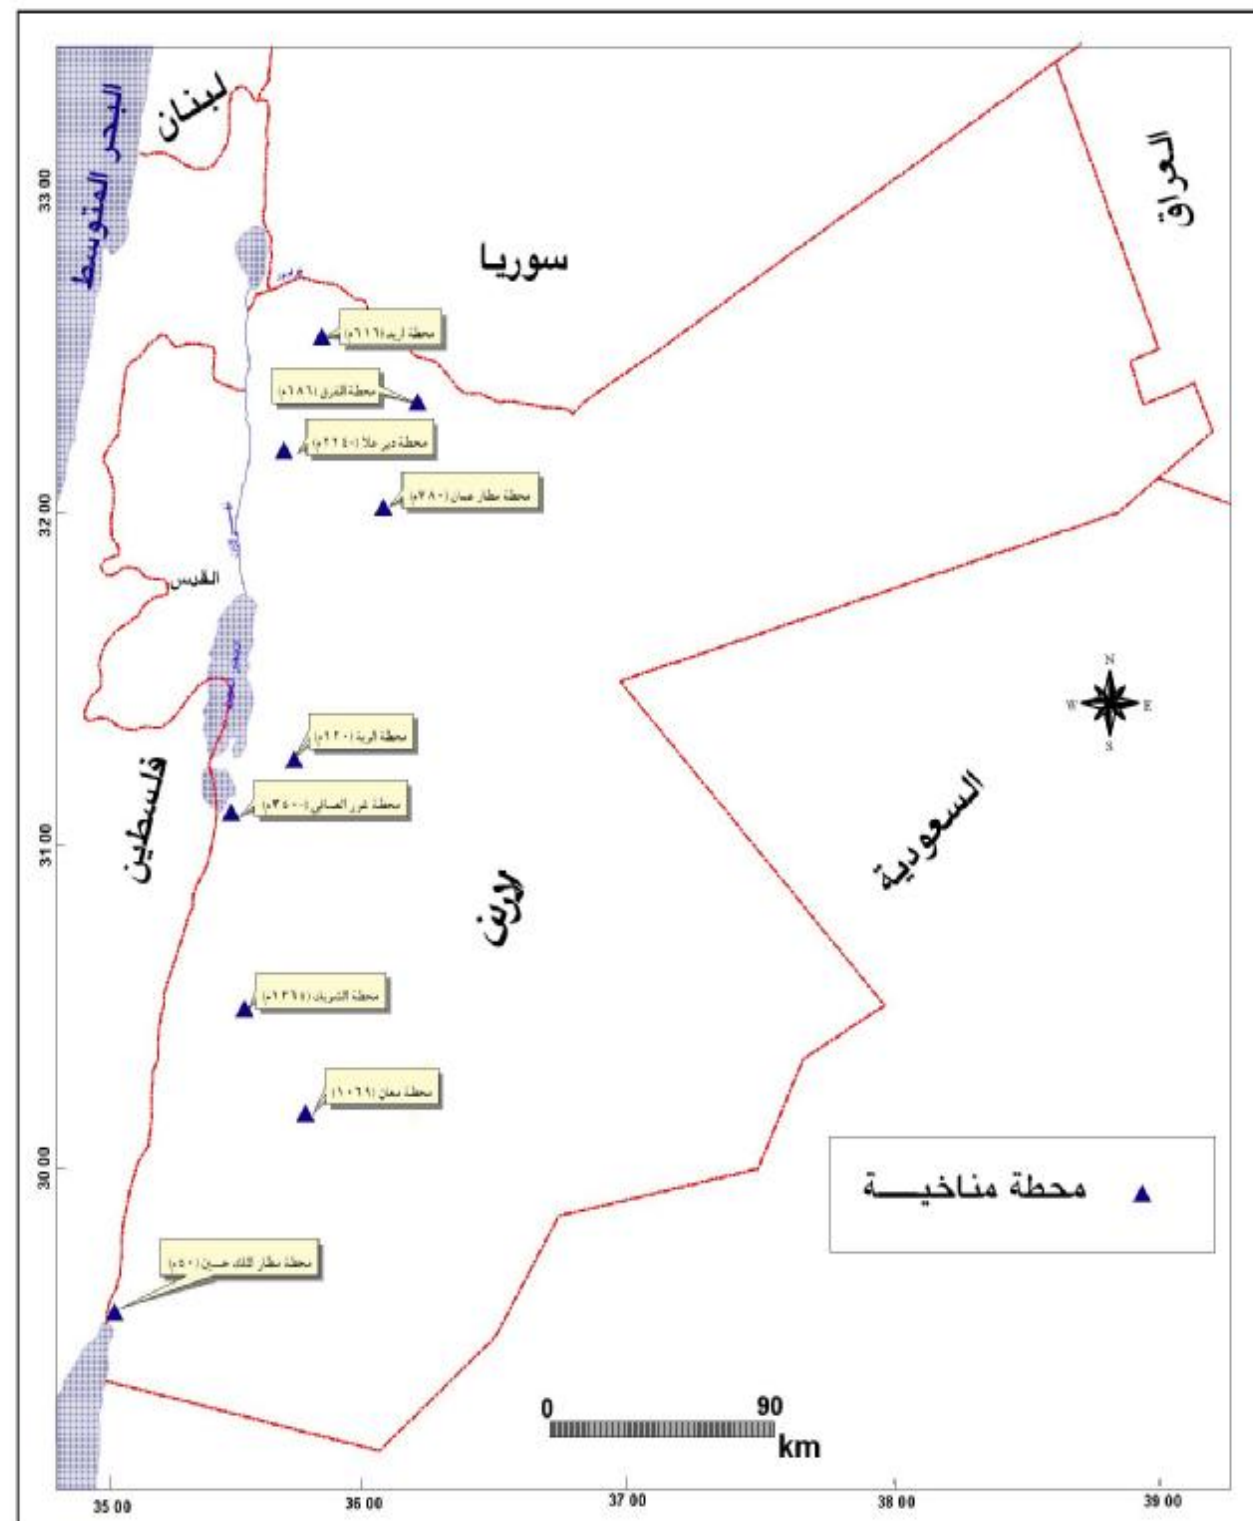 لبنان
البحر المتوسط
العراق
سوريا
محطة اربد (٦١٦م)
محطة المفرق (٦٨٦م)
محطة دير علا (-٢٢٤م)
محطة مطار عمان (٧٨٠م)
القدس
محطة الربة (٩٢٠م)
محطة غور الصافي (-٣٥٠م)
فلسطين
السعودية
محطة الشوبك (١٣٦٥م)
محطة معان (١٠٦٩)
محطة مطار الملك حسين (٥٠م)
محطة مناخيـــــة
N
W E
S
0 90
km
33 00
32 00
31 00
30 00
35 00 36 00 37 00 38 00 39 00